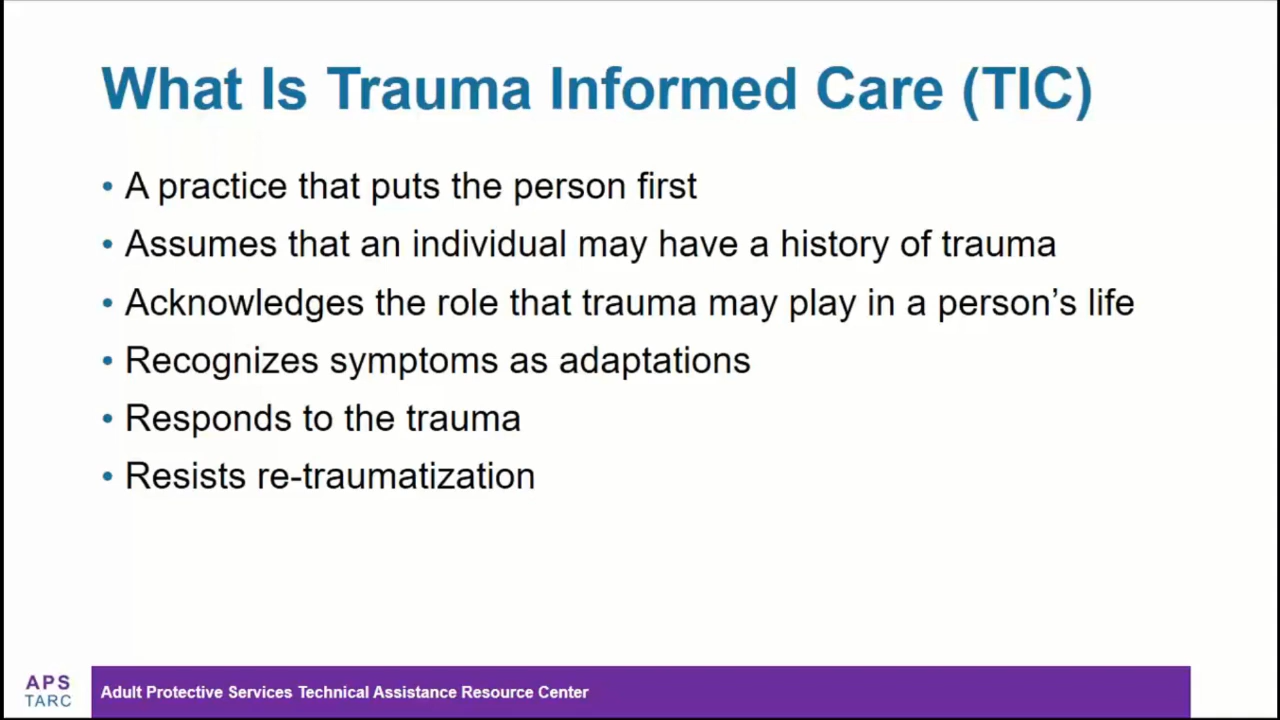 What Is Trauma Informed Care (TIC)
• A practice that puts the person first
• Assumes that an individual may have a history of trauma
• Acknowledges the role that trauma may play in a person’s life
• Recognizes symptoms as adaptations
• Responds to the trauma
• Resists re-traumatization
APS
TARC
Adult Protective Services Technical Assistance Resource Center